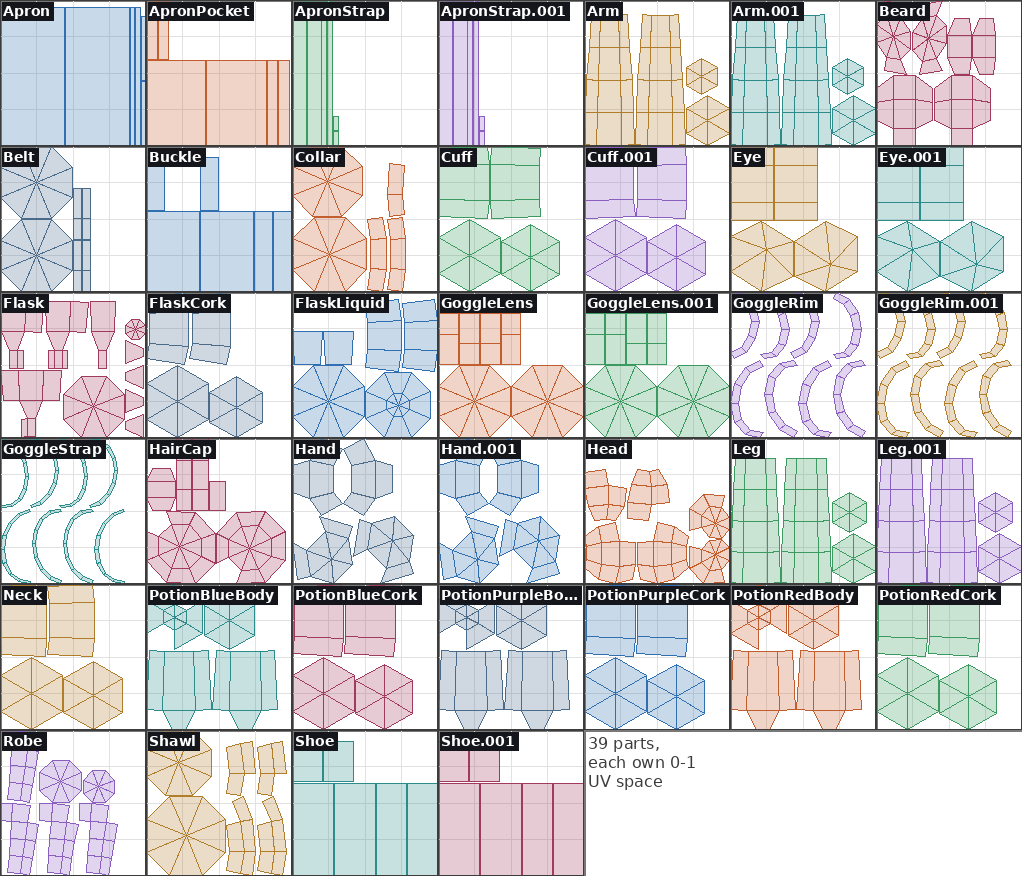 Apron
ApronPocket
ApronStrap
ApronStrap.001
Arm
Arm.001
Beard
Belt
Buckle
Collar
Cuff
Cuff.001
Eye
Eye.001
Flask
FlaskCork
FlaskLiquid
GoggleLens
GoggleLens.001
GoggleRim
GoggleRim.001
GoggleStrap
HairCap
Hand
Hand.001
Head
Leg
Leg.001
Neck
PotionBlueBody
PotionBlueCork
PotionPurpleBo...
PotionPurpleCork
PotionRedBody
PotionRedCork
Robe
Shawl
Shoe
Shoe.001
39 parts,
each own 0-1
UV space